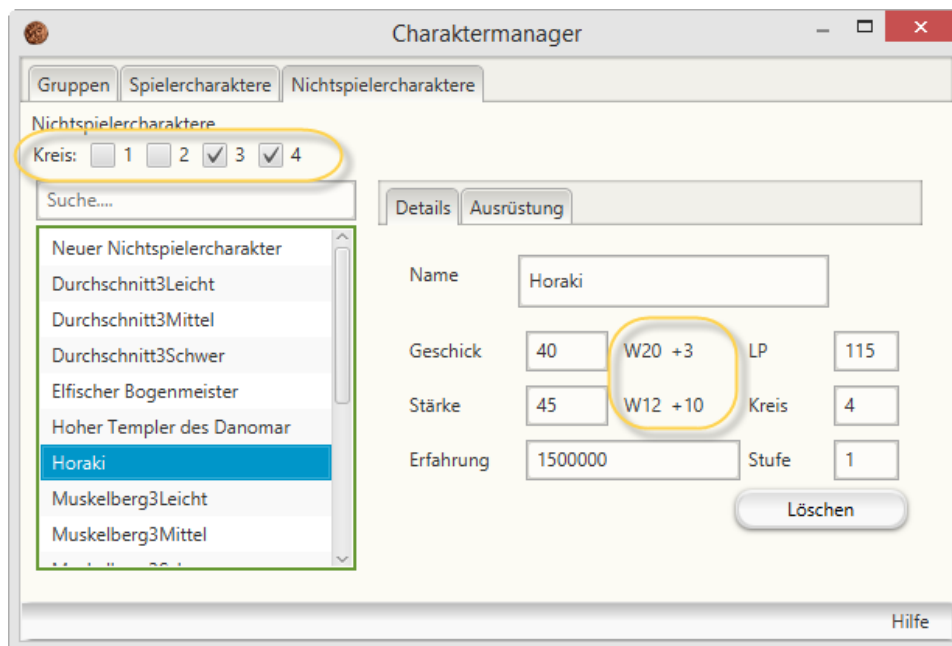 Charaktermanager
Gruppen Spielercharaktere Nichtspielercharaktere
Nichtspielercharaktere
Kreis: 1 2 3 4
Suche....
Neuer Nichtspielercharakter
Durchschnitt3Leicht
Durchschnitt3Mittel
Durchschnitt3Schwer
Elfischer Bogenmeister
Hoher Templer des Danomar
Horaki
Muskelberg3Leicht
Muskelberg3Mittel
Details Ausrüstung
Name Horaki
Geschick 40 W20 +3 LP 115
Stärke 45 W12 +10 Kreis 4
Erfahrung 1500000 Stufe 1
Löschen
Hilfe